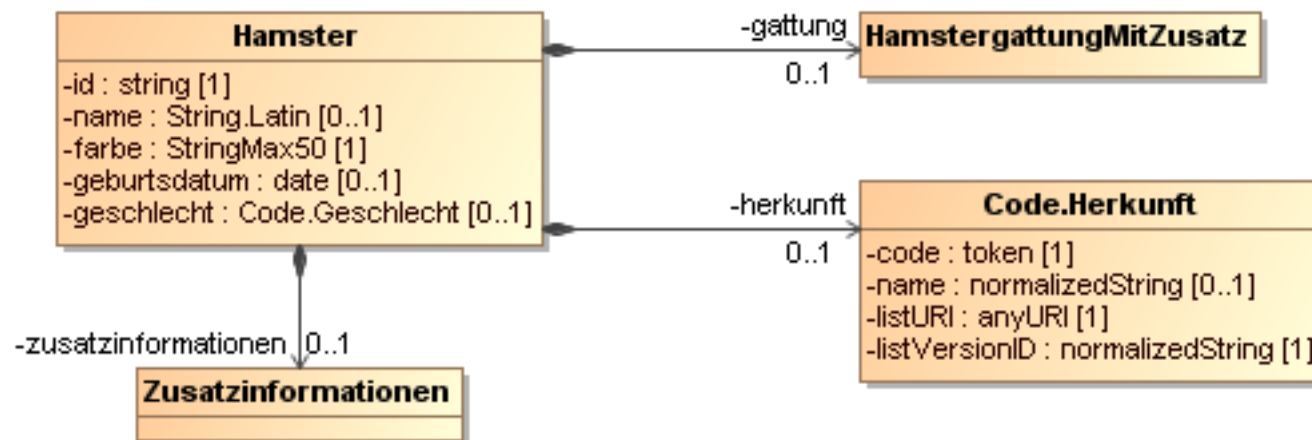 Hamster
-id : string [1]
-name : String.Latin [0..1]
-farbe : StringMax50 [1]
-geburtsdatum : date [0..1]
-geschlecht : Code.Geschlecht [0..1]
-gattung
0..1
HamstergattungMitZusatz
-herkunft
0..1
Code.Herkunft
-code : token [1]
-name : normalizedString [0..1]
-listURI : anyURI [1]
-listVersionID : normalizedString [1]
-zusatzinformationen 0..1
Zusatzinformationen